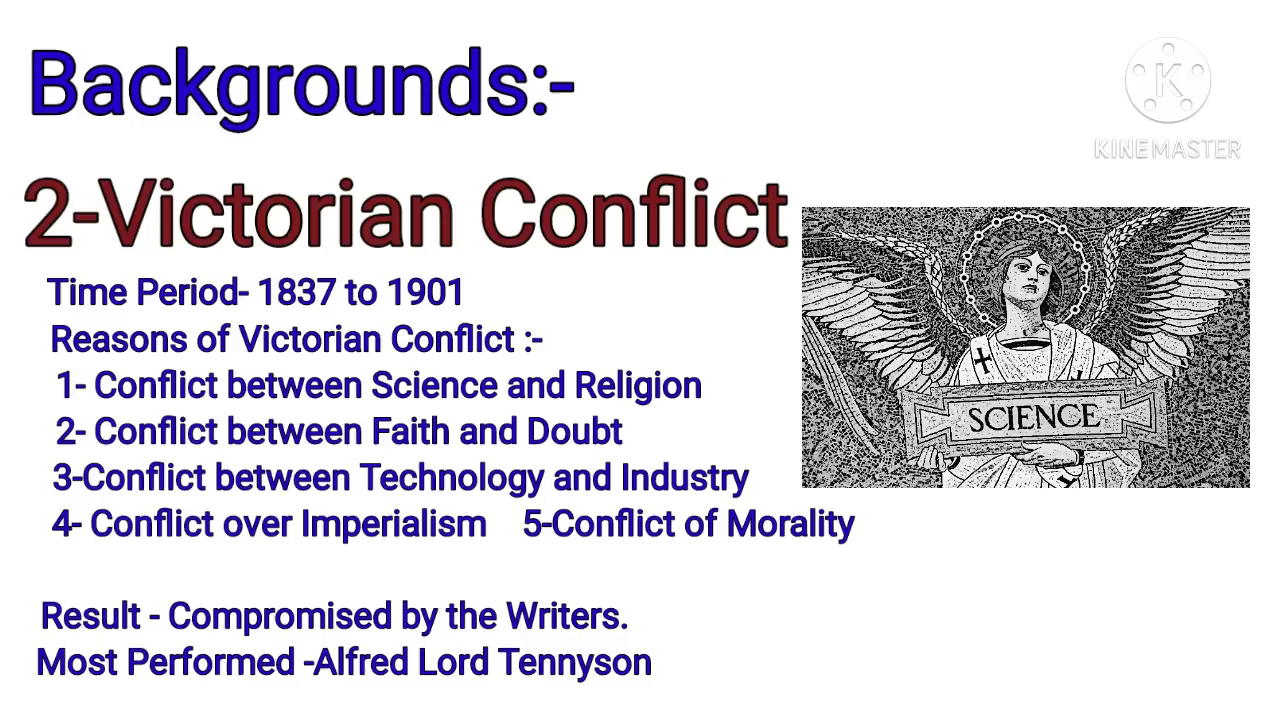 Backgrounds:-
K
KINEMASTER
2-Victorian Conflict
Time Period- 1837 to 1901
Reasons of Victorian Conflict :-
1- Conflict between Science and Religion
2- Conflict between Faith and Doubt
3-Conflict between Technology and Industry
4- Conflict over Imperialism 5-Conflict of Morality
SCIENCE
Result - Compromised by the Writers.
Most Performed -Alfred Lord Tennyson